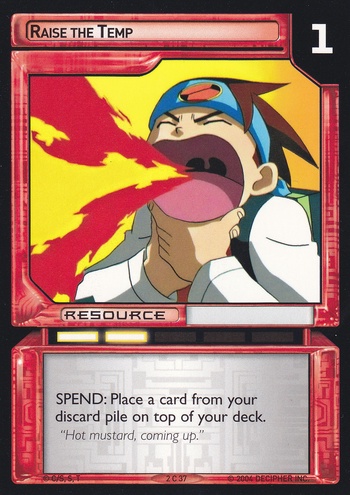 RAISE THE TEMP
1
RESOURCE
SPEND: Place a card from your
discard pile on top of your deck.
"Hot mustard, coming up."
© C/S, S, T
2 C 37
© 2004 DECIPHER INC.